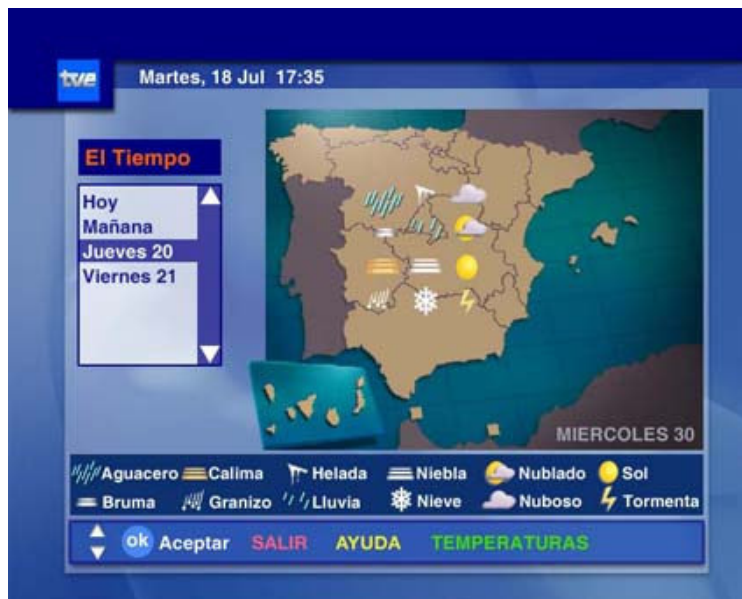 tve
Martes, 18 Jul 17:35
El Tiempo
Hoy
Mañana
Jueves 20
Viernes 21
MIERCOLES 30
Aguacero Calima Helada Niebla Nublado Sol
Bruma Granizo Lluvia Nieve Nuboso Tormenta
ok Aceptar SALIR AYUDA TEMPERATURAS